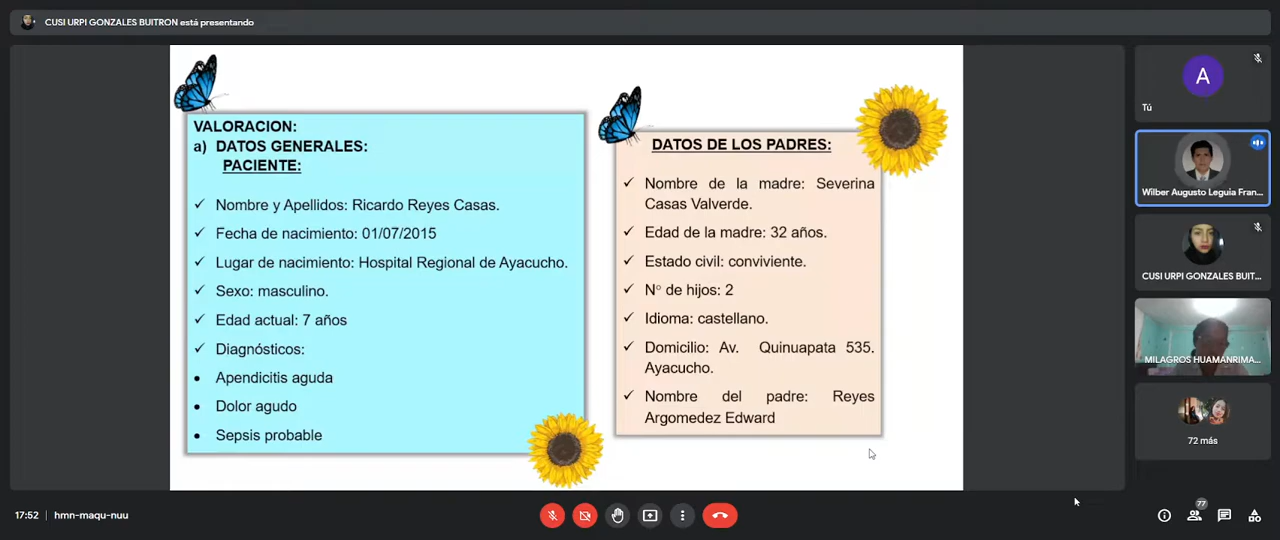 CUSI URPI GONZALES BUITRON está presentando
VALORACION:
a) DATOS GENERALES:
PACIENTE:
✓ Nombre y Apellidos: Ricardo Reyes Casas.
✓ Fecha de nacimiento: 01/07/2015
✓ Lugar de nacimiento: Hospital Regional de Ayacucho.
✓ Sexo: masculino.
✓ Edad actual: 7 años
✓ Diagnósticos:
• Apendicitis aguda
• Dolor agudo
• Sepsis probable
DATOS DE LOS PADRES:
✓ Nombre de la madre: Severina
Casas Valverde.
✓ Edad de la madre: 32 años.
✓ Estado civil: conviviente.
✓ N° de hijos: 2
✓ Idioma: castellano.
✓ Domicilio: Av. Quinuapata 535.
Ayacucho.
✓ Nombre del padre: Reyes
Argomedez Edward
A
Tú
Wilber Augusto Leguia Fran...
CUSI URPI GONZALES BUIT...
MILAGROS HUAMANRIMA...
72 más
17:52 | hmn-maqu-nuu
77